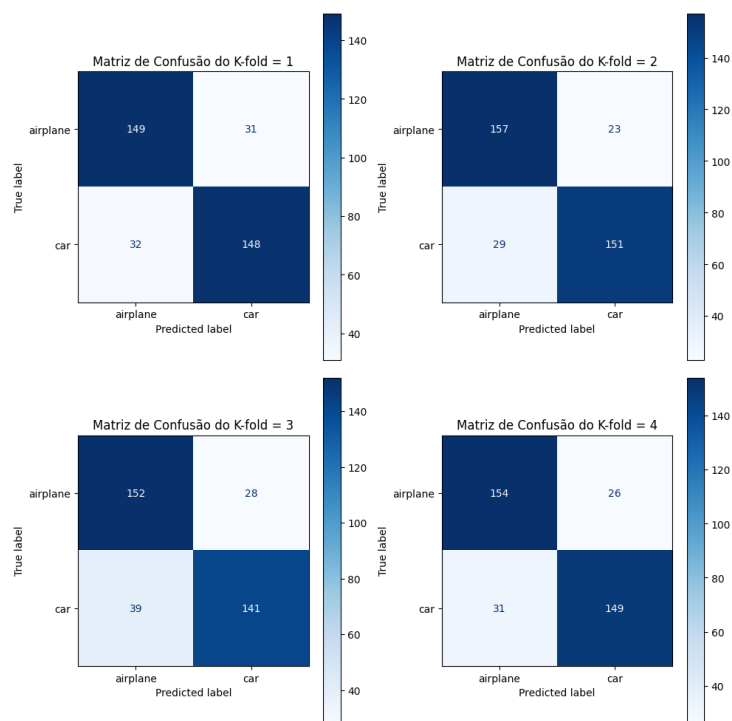 Matriz de Confusão do K-fold = 1
True label
airplane
car
149
31
32
148
airplane
car
Predicted label
140
120
100
80
60
40
Matriz de Confusão do K-fold = 2
True label
airplane
car
157
23
29
151
airplane
car
Predicted label
140
120
100
80
60
40
Matriz de Confusão do K-fold = 3
True label
airplane
car
152
28
39
141
airplane
car
Predicted label
140
120
100
80
60
40
Matriz de Confusão do K-fold = 4
True label
airplane
car
154
26
31
149
airplane
car
Predicted label
140
120
100
80
60
40